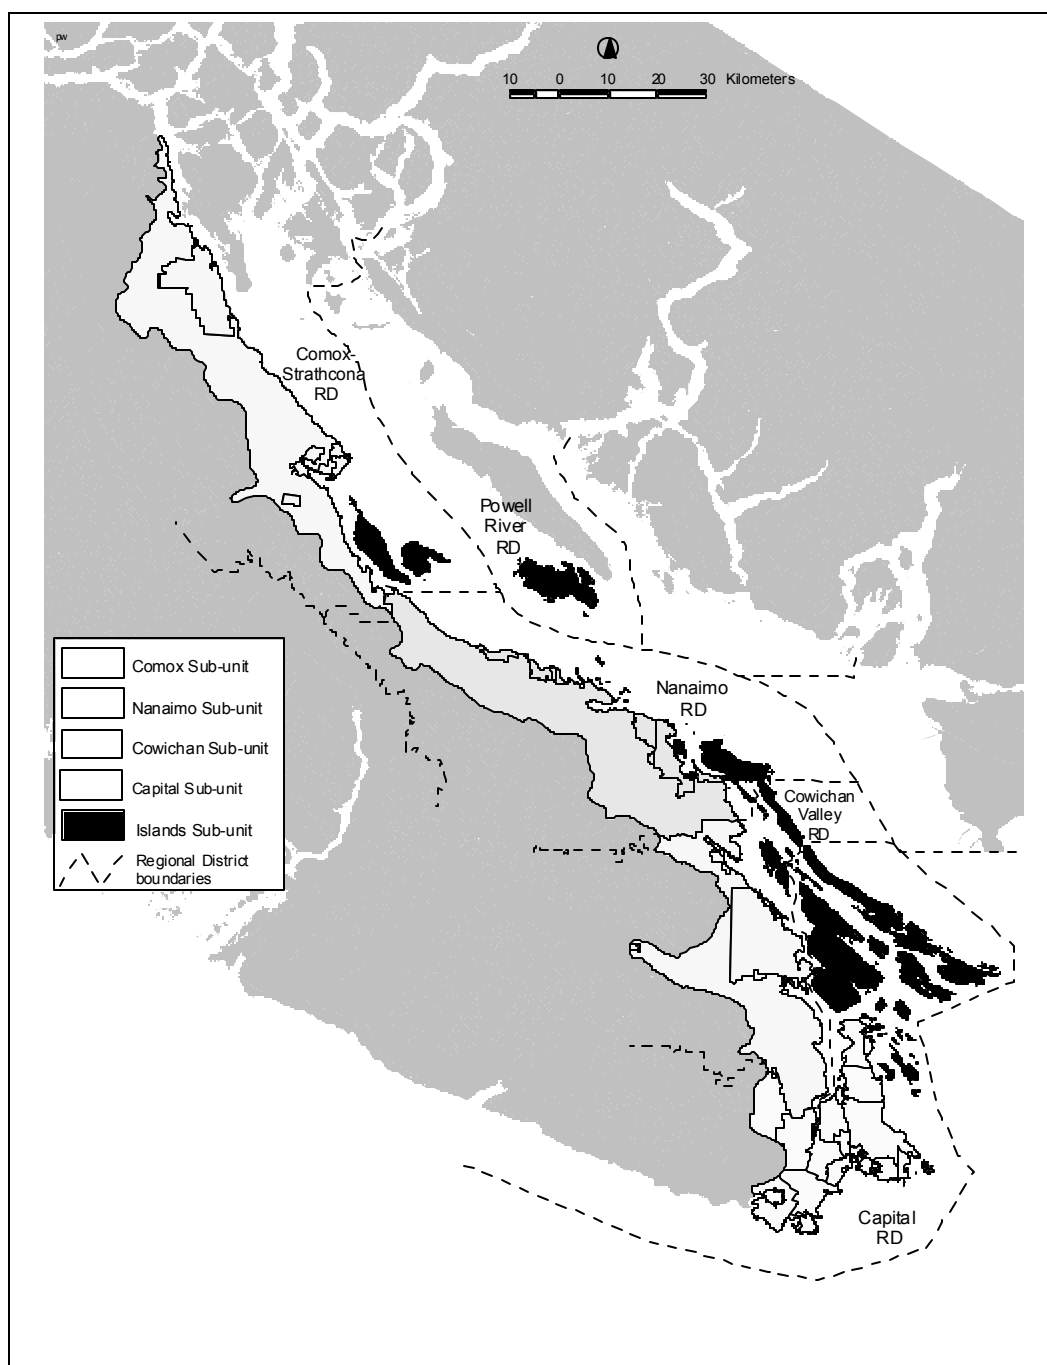 pw
10 0 10 20 30 Kilometers
Comox-
Strathcona
RD
Powell
River
RD
Nanaimo
RD
Cowichan
Valley
RD
Capital
RD
Comox Sub-unit
Nanaimo Sub-unit
Cowichan Sub-unit
Capital Sub-unit
Islands Sub-unit
Regional District
boundaries